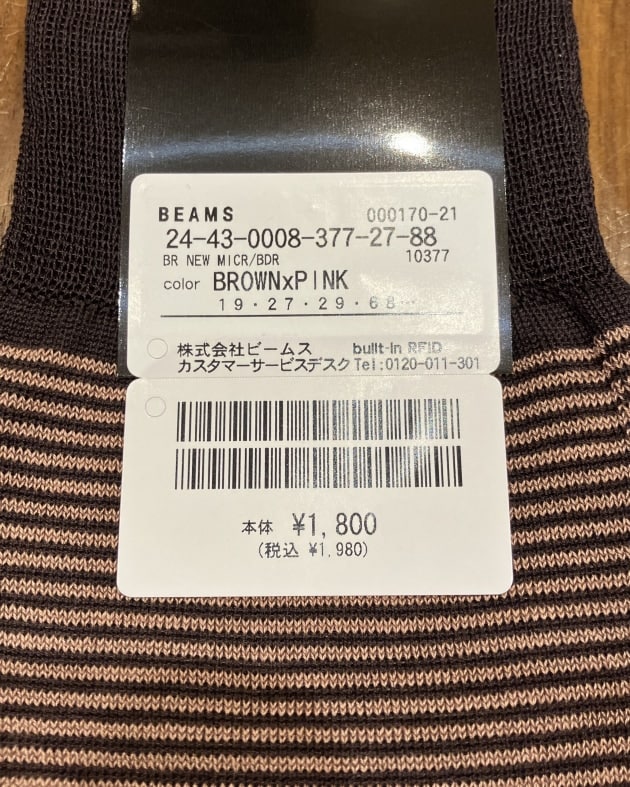 BEAMS 000170-21
24-43-0008-377-27-88
BR NEW MICR/BDR 10377
color BROWN×PINK
19・27・29・68…
株式会社ビームス built-in RFID
カスタマーサービスデスク Tel:0120-011-301
本体 ¥1,800
(税込 ¥1,980)